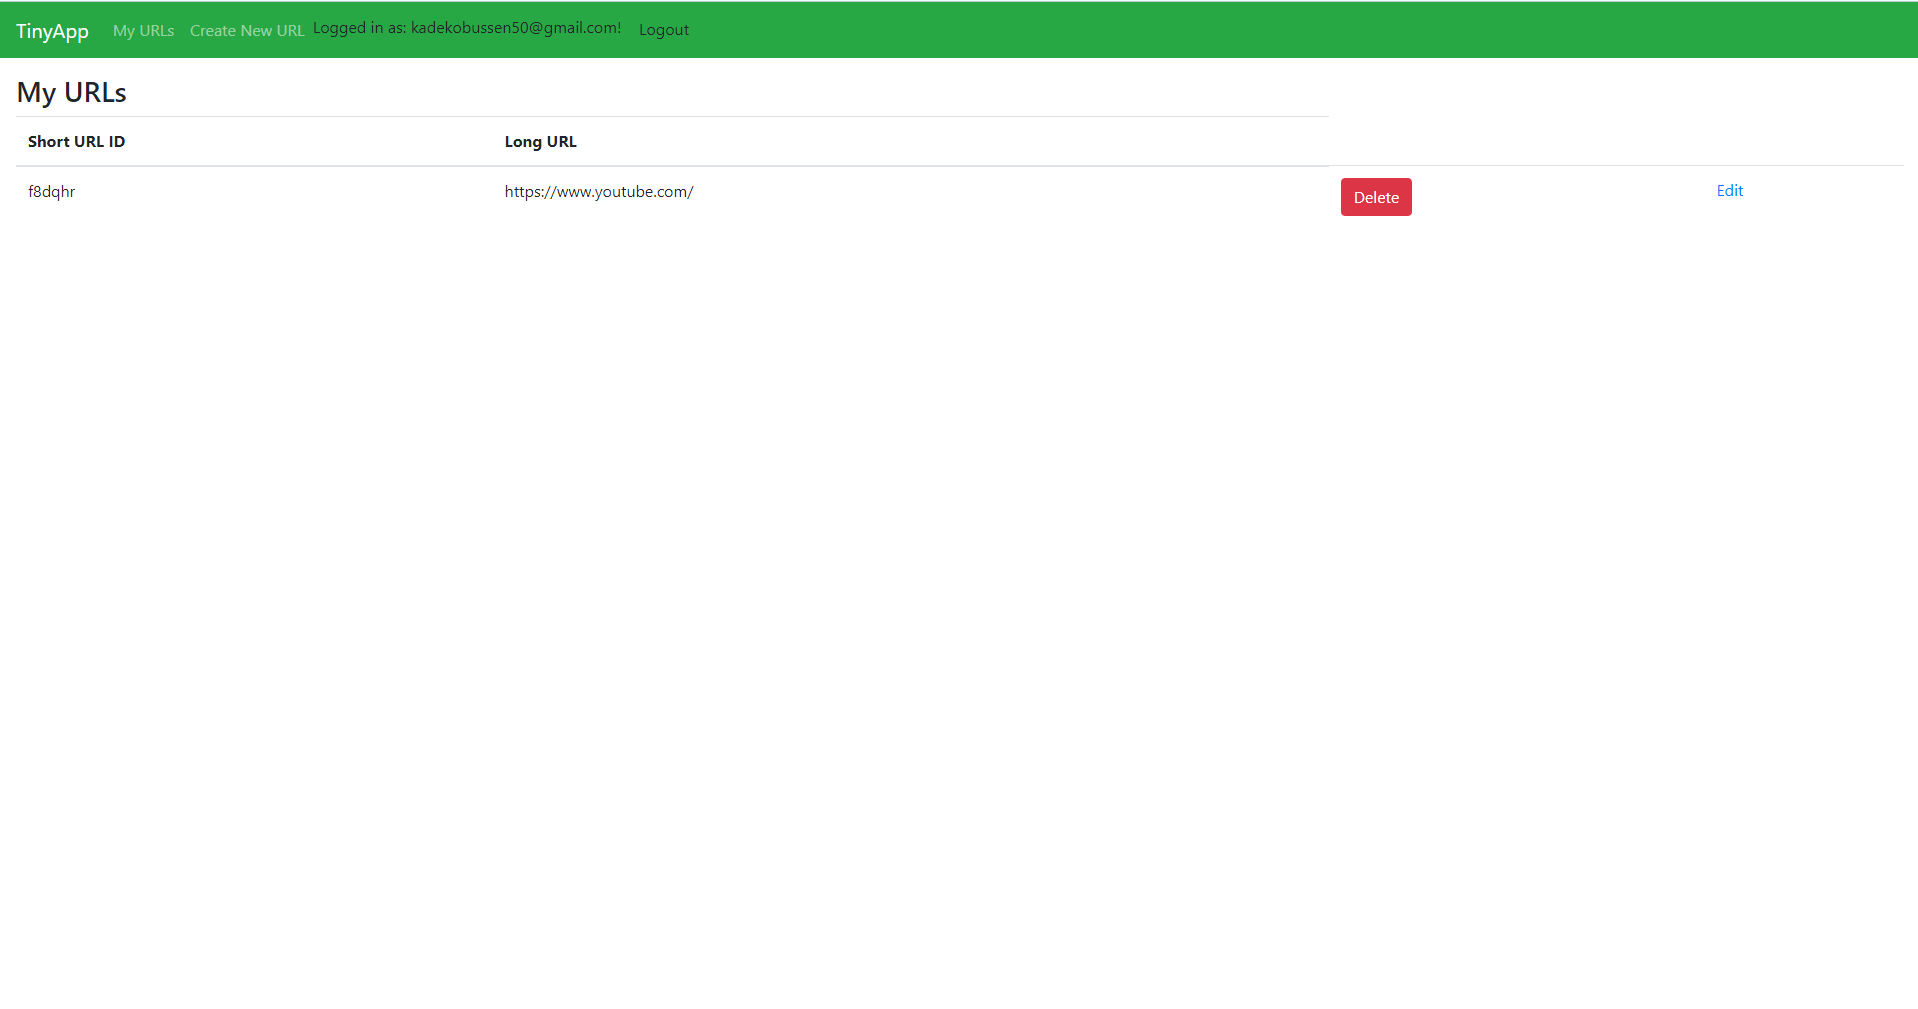 TinyApp My URLs Create New URL Logged in as: kadekobussen50@gmail.com! Logout
My URLs
Short URL ID Long URL
f8dqhr https://www.youtube.com/ Delete Edit